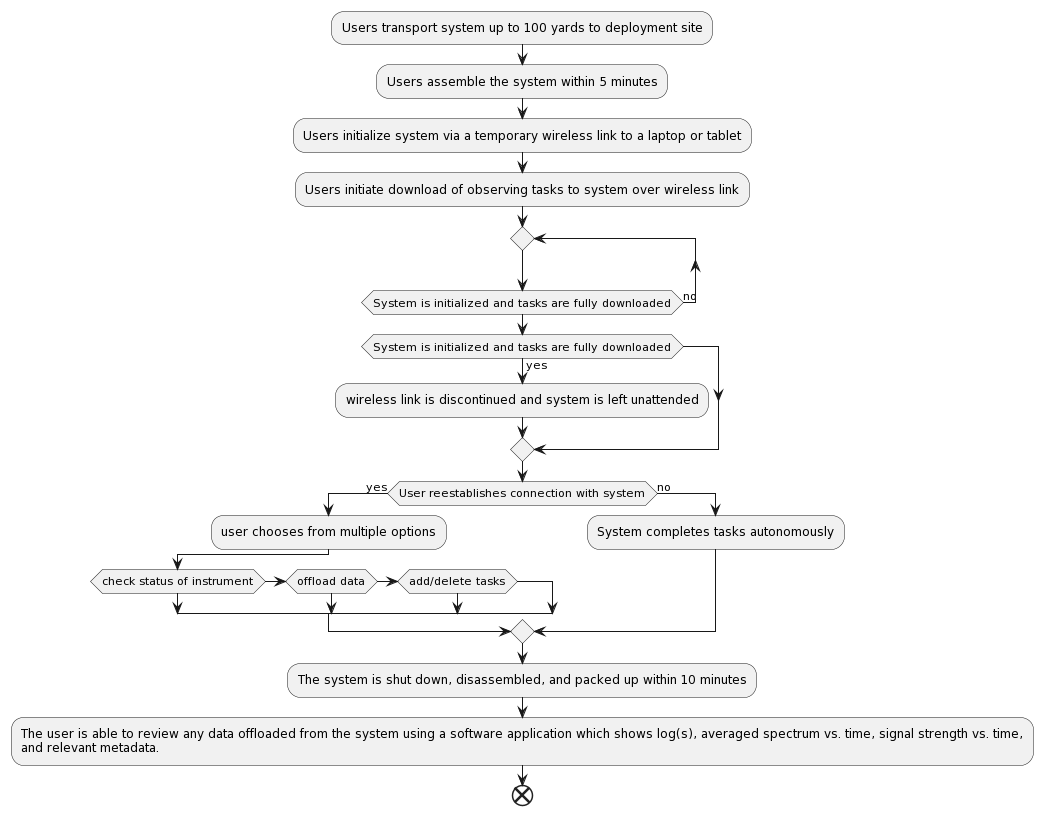 Users transport system up to 100 yards to deployment site
Users assemble the system within 5 minutes
Users initialize system via a temporary wireless link to a laptop or tablet
Users initiate download of observing tasks to system over wireless link
System is initialized and tasks are fully downloaded
no
System is initialized and tasks are fully downloaded
yes
wireless link is discontinued and system is left unattended
yes
User reestablishes connection with system
no
user chooses from multiple options
System completes tasks autonomously
check status of instrument
offload data
add/delete tasks
The system is shut down, disassembled, and packed up within 10 minutes
The user is able to review any data offloaded from the system using a software application which shows log(s), averaged spectrum vs. time, signal strength vs. time,
and relevant metadata.